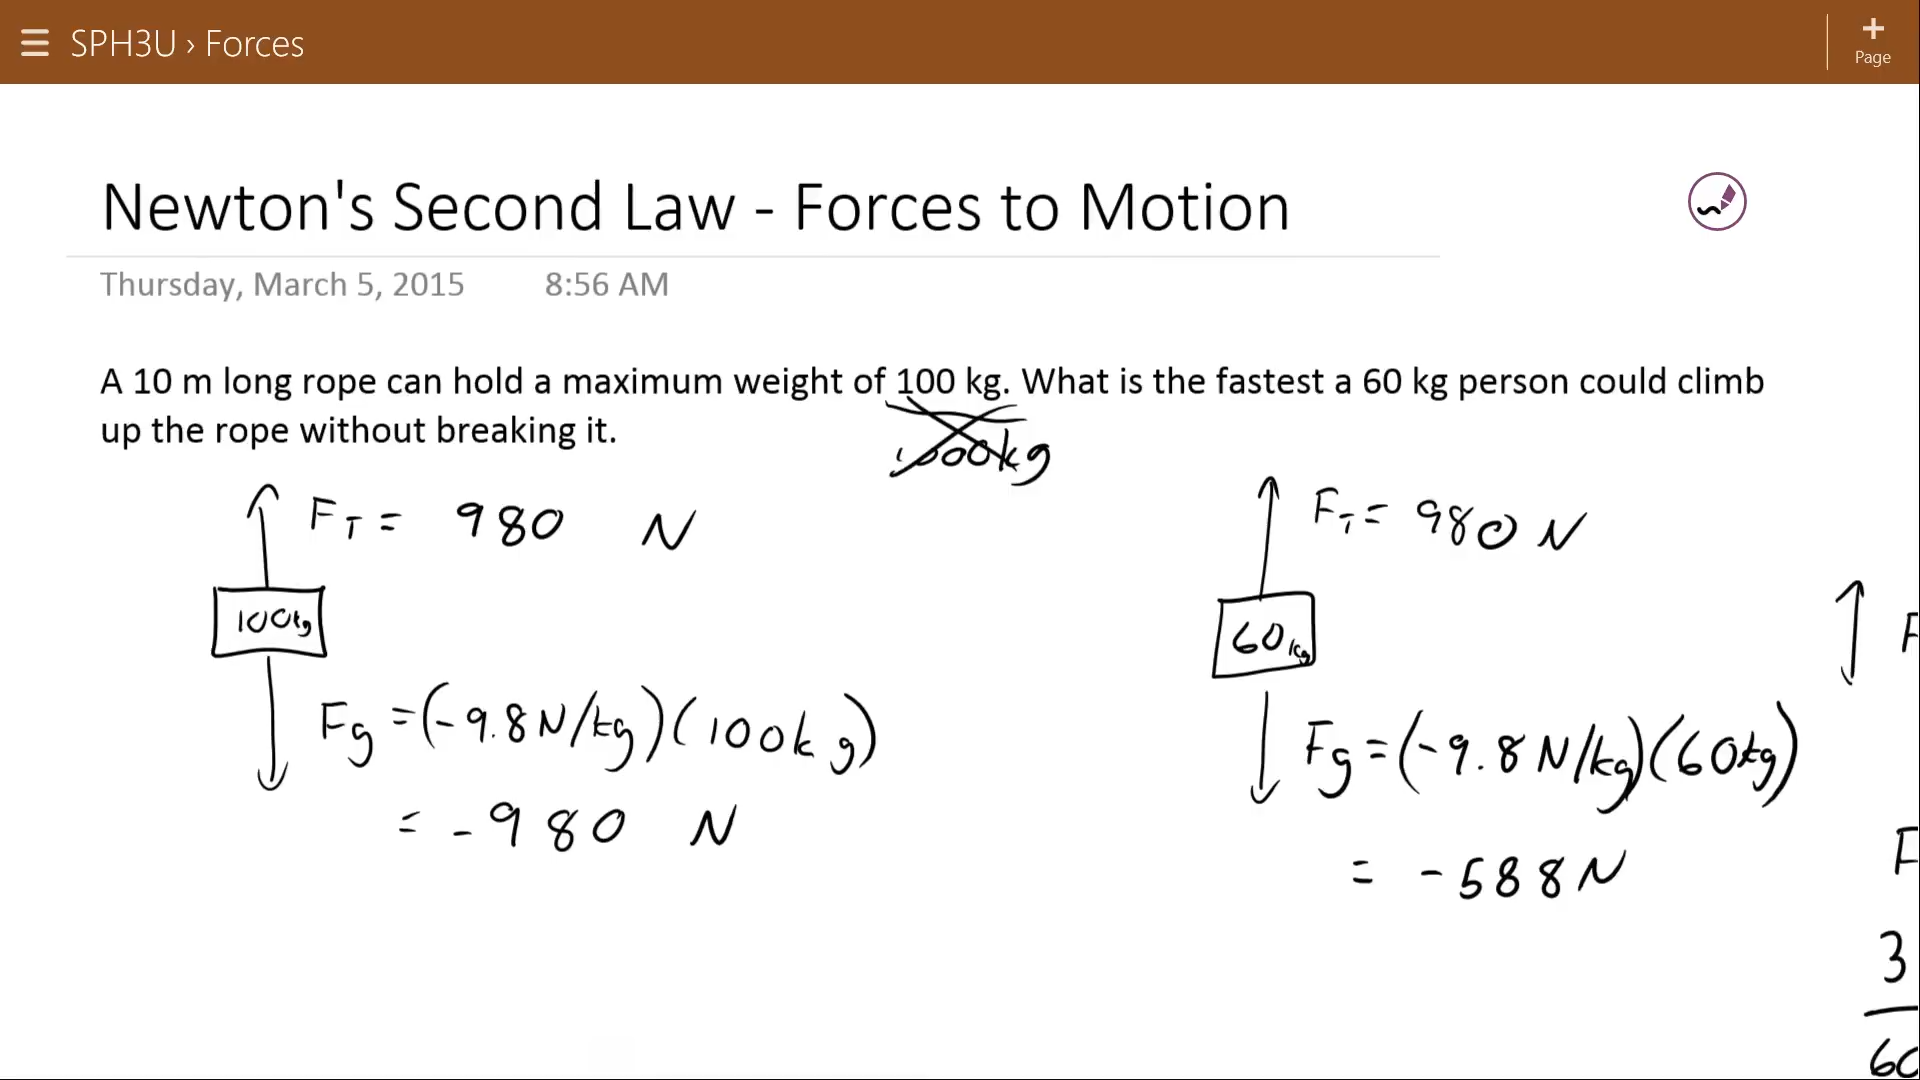 SPH3U › Forces
+
Page
Newton's Second Law - Forces to Motion
Thursday, March 5, 2015 8:56 AM
A 10 m long rope can hold a maximum weight of 100 kg. What is the fastest a 60 kg person could climb
up the rope without breaking it.
F_T = 980 N
100kg
Fg = (-9.8 N/kg)(100kg)
= -980 N
F_T = 980 N
60kg
Fg = (-9.8 N/kg)(60kg)
= -588 N
F
F
3
60